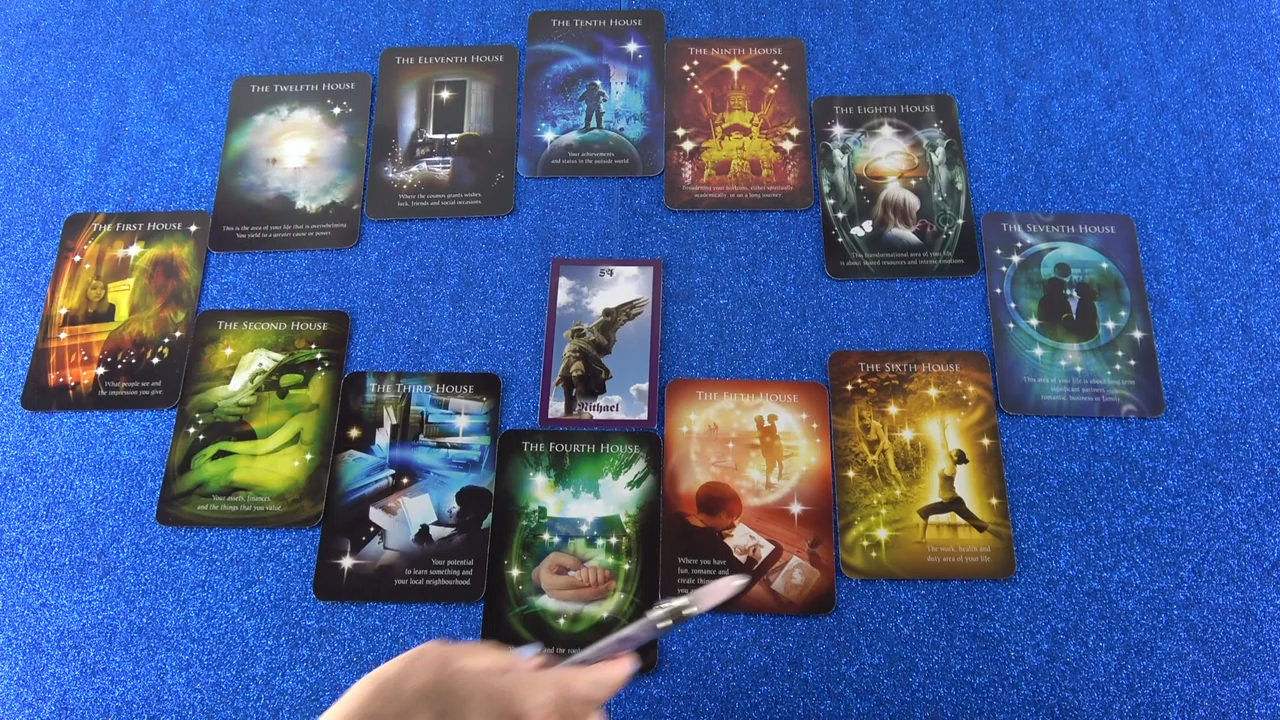 THE TENTH HOUSE
Your achievements
and status in the outside world.
THE NINTH HOUSE
Broadening your horizons, either spiritually,
academically, or on a long journey.
THE ELEVENTH HOUSE
Where the cosmos grants wishes,
luck, friends and social occasions.
THE TWELFTH HOUSE
This is the area of your life that is overwhelming.
You yield to a greater cause or power.
THE EIGHTH HOUSE
This transformational area of your life
is about shared resources and intense emotions.
THE FIRST HOUSE
What people see and
the impression you give.
THE SEVENTH HOUSE
This area of your life is about long term
significant partners,
romantic, business or family.
54
Nithael
THE SECOND HOUSE
Your assets, finances,
and the things that you value.
THE THIRD HOUSE
Your potential
to learn something and
your local neighbourhood.
THE FOURTH HOUSE
and the
THE FIFTH HOUSE
Where you have
fun, romance and
create
THE SIXTH HOUSE
The work, health and
duty area of your life.